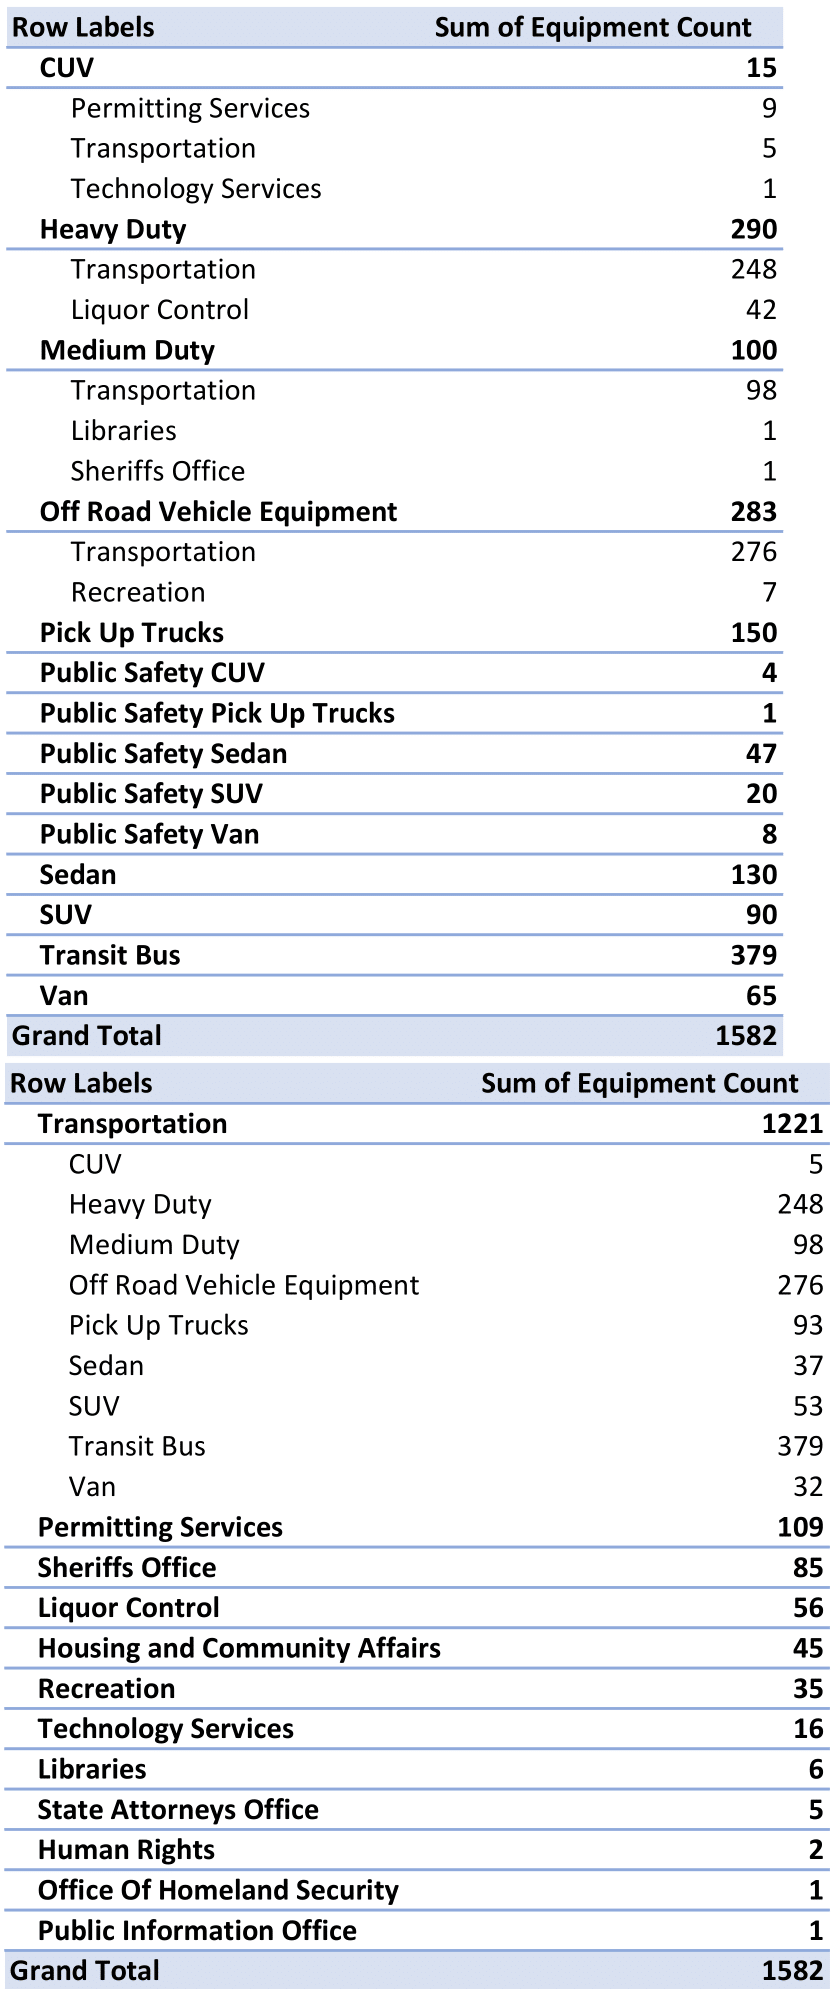 Row Labels Sum of Equipment Count
CUV 15
Permitting Services 9
Transportation 5
Technology Services 1
Heavy Duty 290
Transportation 248
Liquor Control 42
Medium Duty 100
Transportation 98
Libraries 1
Sheriffs Office 1
Off Road Vehicle Equipment 283
Transportation 276
Recreation 7
Pick Up Trucks 150
Public Safety CUV 4
Public Safety Pick Up Trucks 1
Public Safety Sedan 47
Public Safety SUV 20
Public Safety Van 8
Sedan 130
SUV 90
Transit Bus 379
Van 65
Grand Total 1582
Row Labels Sum of Equipment Count
Transportation 1221
CUV 5
Heavy Duty 248
Medium Duty 98
Off Road Vehicle Equipment 276
Pick Up Trucks 93
Sedan 37
SUV 53
Transit Bus 379
Van 32
Permitting Services 109
Sheriffs Office 85
Liquor Control 56
Housing and Community Affairs 45
Recreation 35
Technology Services 16
Libraries 6
State Attorneys Office 5
Human Rights 2
Office Of Homeland Security 1
Public Information Office 1
Grand Total 1582